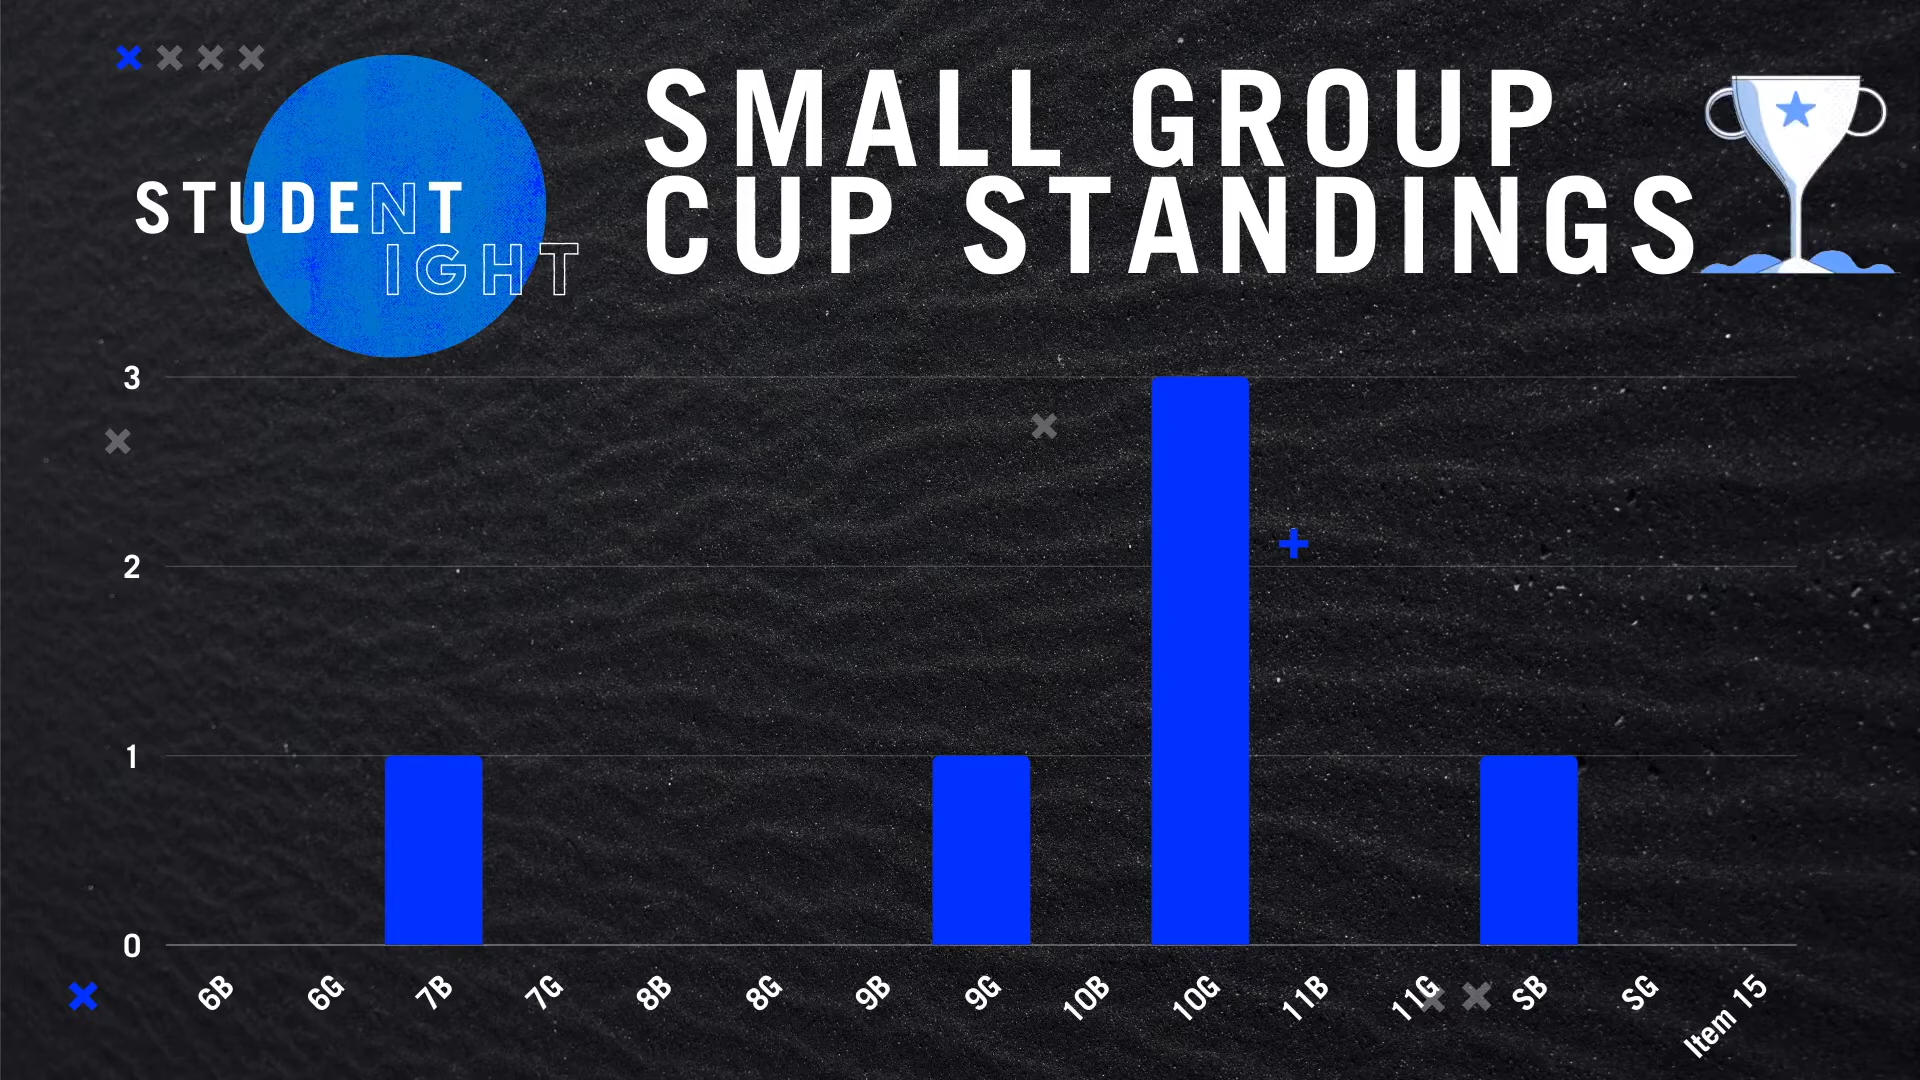 STUDENT
IGHT
SMALL GROUP
CUP STANDINGS
3
2
1
0
6B 6G 7B 7G 8B 8G 9B 9G 10B 10G 11B 11G SB SG Item 15